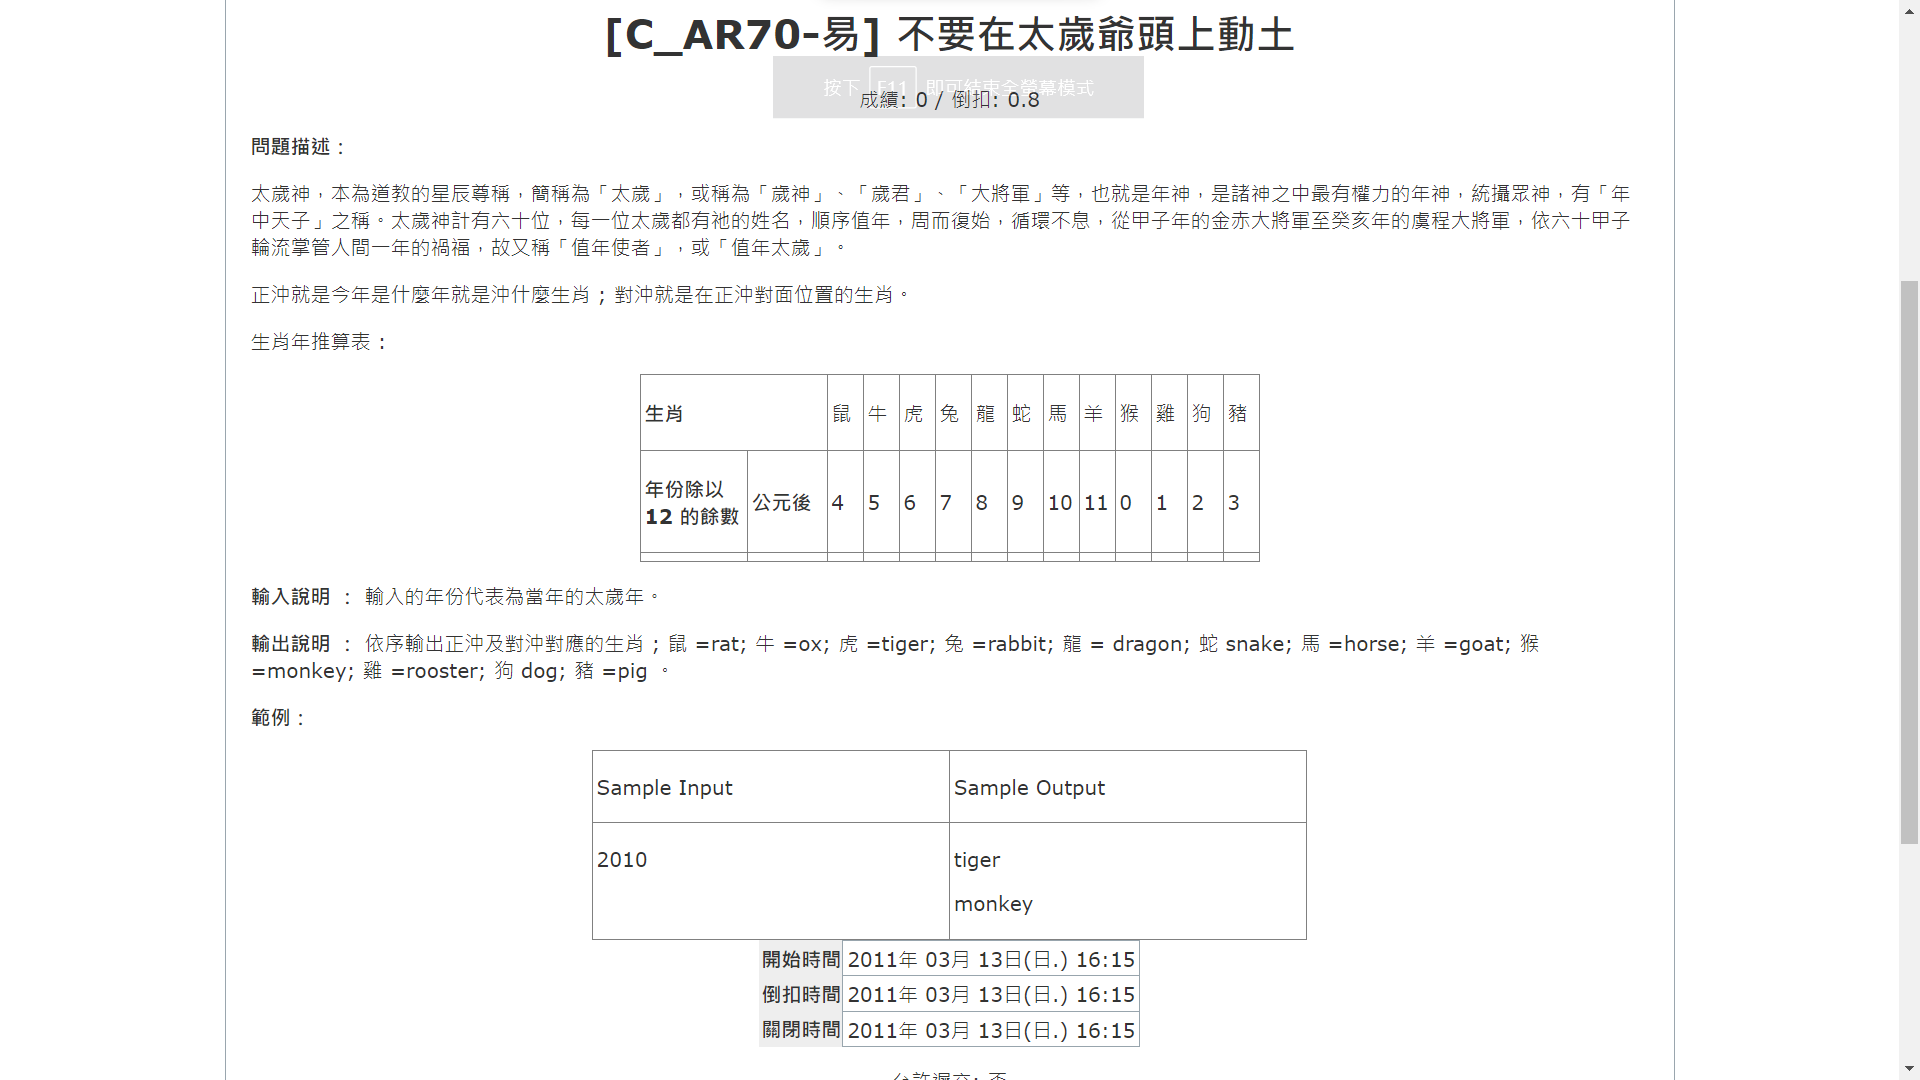 [C_AR70-易] 不要在太歲爺頭上動土
按下 F11 即可結束全螢幕模式
成績: 0 / 倒扣: 0.8
問題描述：
太歲神，本為道教的星辰尊稱，簡稱為「太歲」，或稱為「歲神」、「歲君」、「大將軍」等，也就是年神，是諸神之中最有權力的年神，統攝眾神，有「年
中天子」之稱。太歲神計有六十位，每一位太歲都有祂的姓名，順序值年，周而復始，循環不息，從甲子年的金赤大將軍至癸亥年的虞程大將軍，依六十甲子
輪流掌管人間一年的禍福，故又稱「值年使者」，或「值年太歲」。
正沖就是今年是什麼年就是沖什麼生肖；對沖就是在正沖對面位置的生肖。
生肖年推算表：
生肖 鼠 牛 虎 兔 龍 蛇 馬 羊 猴 雞 狗 豬
年份除以
12 的餘數 公元後 4 5 6 7 8 9 10 11 0 1 2 3
輸入說明 ： 輸入的年份代表為當年的太歲年。
輸出說明 ： 依序輸出正沖及對沖對應的生肖；鼠 =rat; 牛 =ox; 虎 =tiger; 兔 =rabbit; 龍 = dragon; 蛇 snake; 馬 =horse; 羊 =goat; 猴
=monkey; 雞 =rooster; 狗 dog; 豬 =pig 。
範例：
Sample Input Sample Output
2010 tiger
monkey
開始時間 2011年 03月 13日(日.) 16:15
倒扣時間 2011年 03月 13日(日.) 16:15
關閉時間 2011年 03月 13日(日.) 16:15